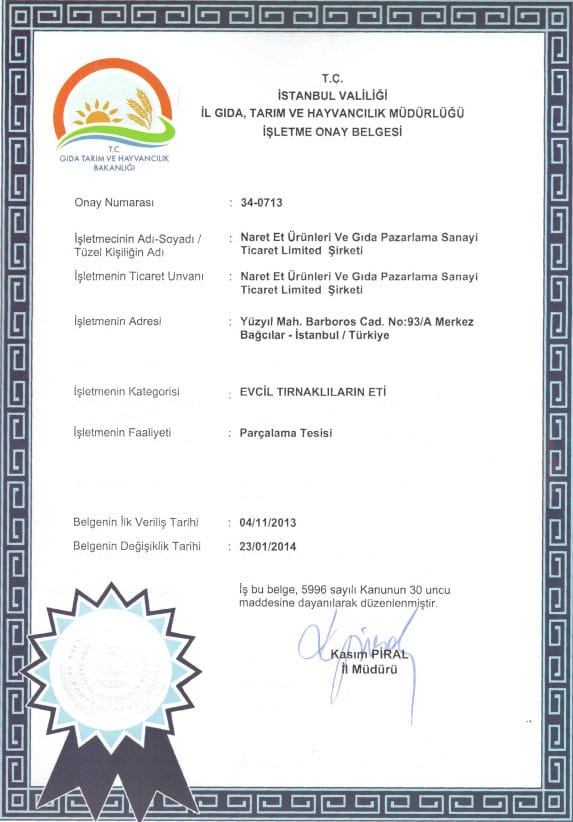 T.C.
İSTANBUL VALİLİĞİ
İL GIDA, TARIM VE HAYVANCILIK MÜDÜRLÜĞÜ
İŞLETME ONAY BELGESİ
T.C.
GIDA TARIM VE HAYVANCILIK
BAKANLIĞI
Onay Numarası : 34-0713
İşletmecinin Adı-Soyadı / : Naret Et Ürünleri Ve Gıda Pazarlama Sanayi
Tüzel Kişiliğin Adı Ticaret Limited Şirketi
İşletmenin Ticaret Unvanı : Naret Et Ürünleri Ve Gıda Pazarlama Sanayi
Ticaret Limited Şirketi
İşletmenin Adresi : Yüzyıl Mah. Barboros Cad. No:93/A Merkez
Bağcılar - İstanbul / Türkiye
İşletmenin Kategorisi : EVCİL TIRNAKLILARIN ETİ
İşletmenin Faaliyeti : Parçalama Tesisi
Belgenin İlk Veriliş Tarihi : 04/11/2013
Belgenin Değişiklik Tarihi : 23/01/2014
İş bu belge, 5996 sayılı Kanunun 30 uncu
maddesine dayanılarak düzenlenmiştir.
Kasım PİRAL
İl Müdürü